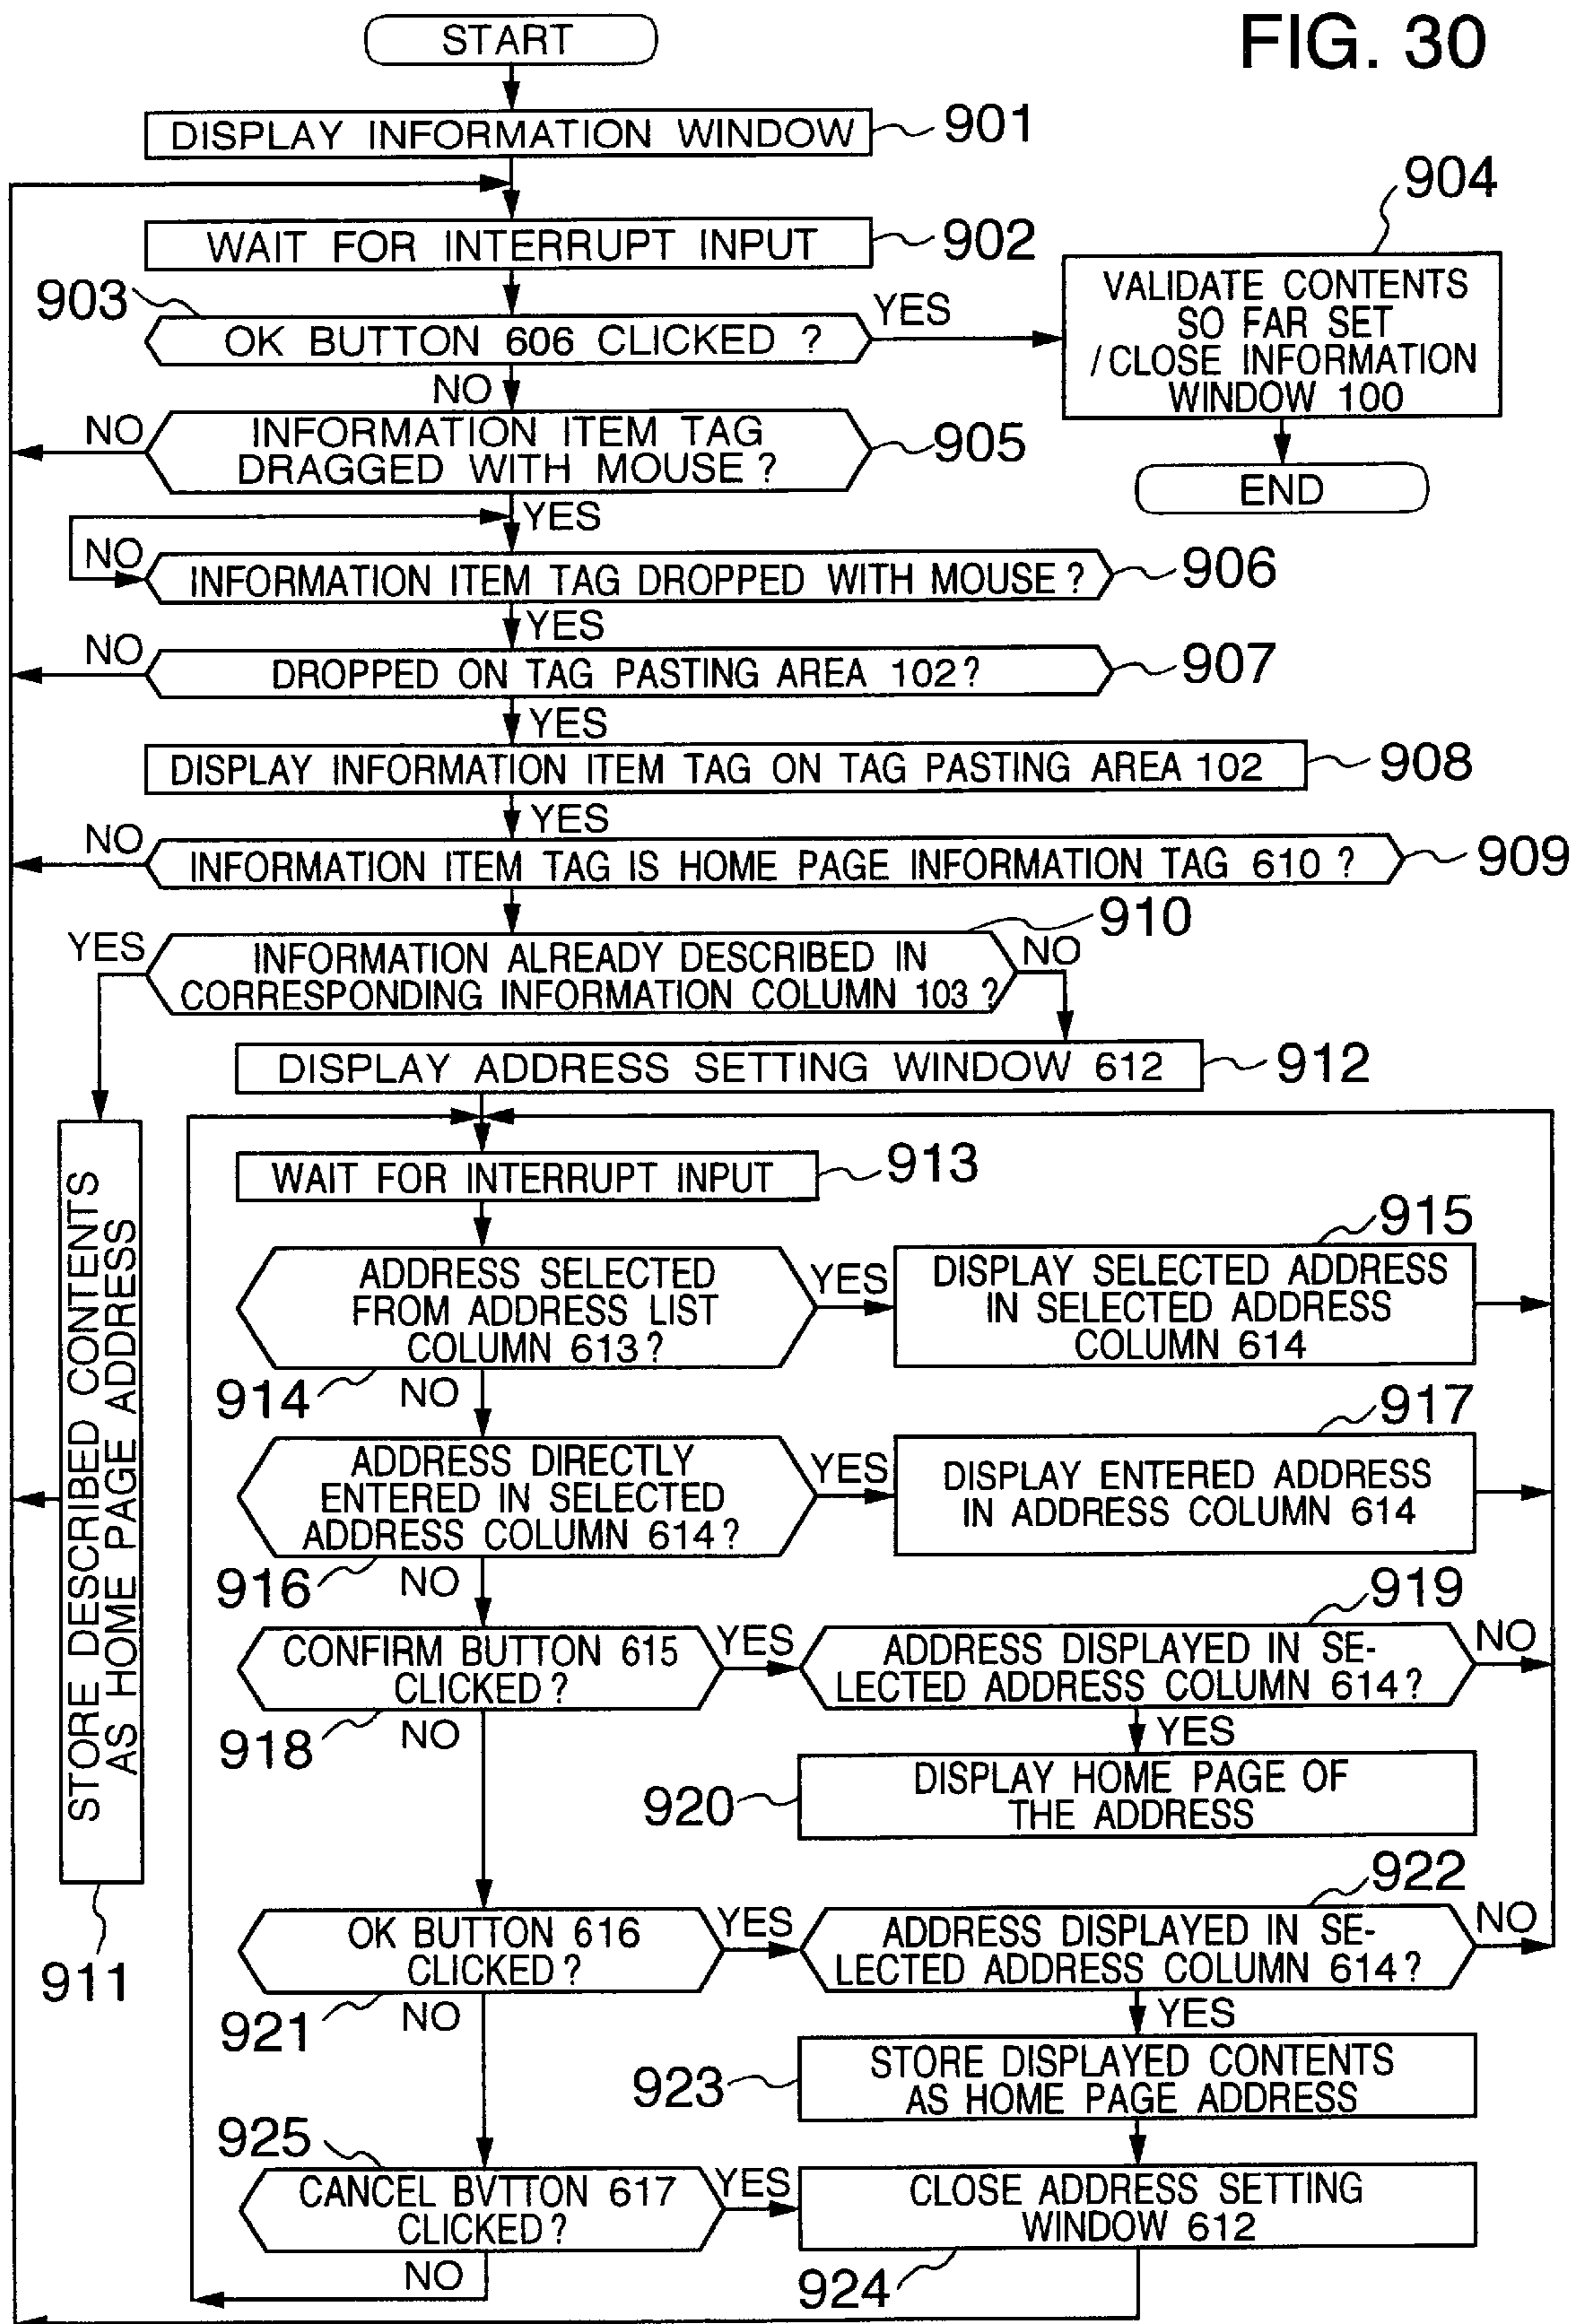 FIG. 30
START
DISPLAY INFORMATION WINDOW
901
WAIT FOR INTERRUPT INPUT
902
903
OK BUTTON 606 CLICKED ?
YES
904
VALIDATE CONTENTS
SO FAR SET
/CLOSE INFORMATION
WINDOW 100
END
NO
NO
INFORMATION ITEM TAG
DRAGGED WITH MOUSE ?
905
YES
NO
INFORMATION ITEM TAG DROPPED WITH MOUSE ?
906
YES
NO
DROPPED ON TAG PASTING AREA 102 ?
907
YES
DISPLAY INFORMATION ITEM TAG ON TAG PASTING AREA 102
908
YES
NO
INFORMATION ITEM TAG IS HOME PAGE INFORMATION TAG 610 ?
909
910
YES
INFORMATION ALREADY DESCRIBED IN
CORRESPONDING INFORMATION COLUMN 103 ?
NO
DISPLAY ADDRESS SETTING WINDOW 612
912
STORE DESCRIBED CONTENTS
AS HOME PAGE ADDRESS
911
WAIT FOR INTERRUPT INPUT
913
ADDRESS SELECTED
FROM ADDRESS LIST
COLUMN 613 ?
914
YES
915
DISPLAY SELECTED ADDRESS
IN SELECTED ADDRESS
COLUMN 614
NO
ADDRESS DIRECTLY
ENTERED IN SELECTED
ADDRESS COLUMN 614 ?
916
YES
917
DISPLAY ENTERED ADDRESS
IN ADDRESS COLUMN 614
NO
CONFIRM BUTTON 615
CLICKED ?
918
YES
919
ADDRESS DISPLAYED IN SE-
LECTED ADDRESS COLUMN 614 ?
NO
NO
YES
920
DISPLAY HOME PAGE OF
THE ADDRESS
OK BUTTON 616
CLICKED ?
921
YES
922
ADDRESS DISPLAYED IN SE-
LECTED ADDRESS COLUMN 614 ?
NO
NO
YES
923
STORE DISPLAYED CONTENTS
AS HOME PAGE ADDRESS
925
CANCEL BVTTON 617
CLICKED ?
YES
CLOSE ADDRESS SETTING
WINDOW 612
NO
924